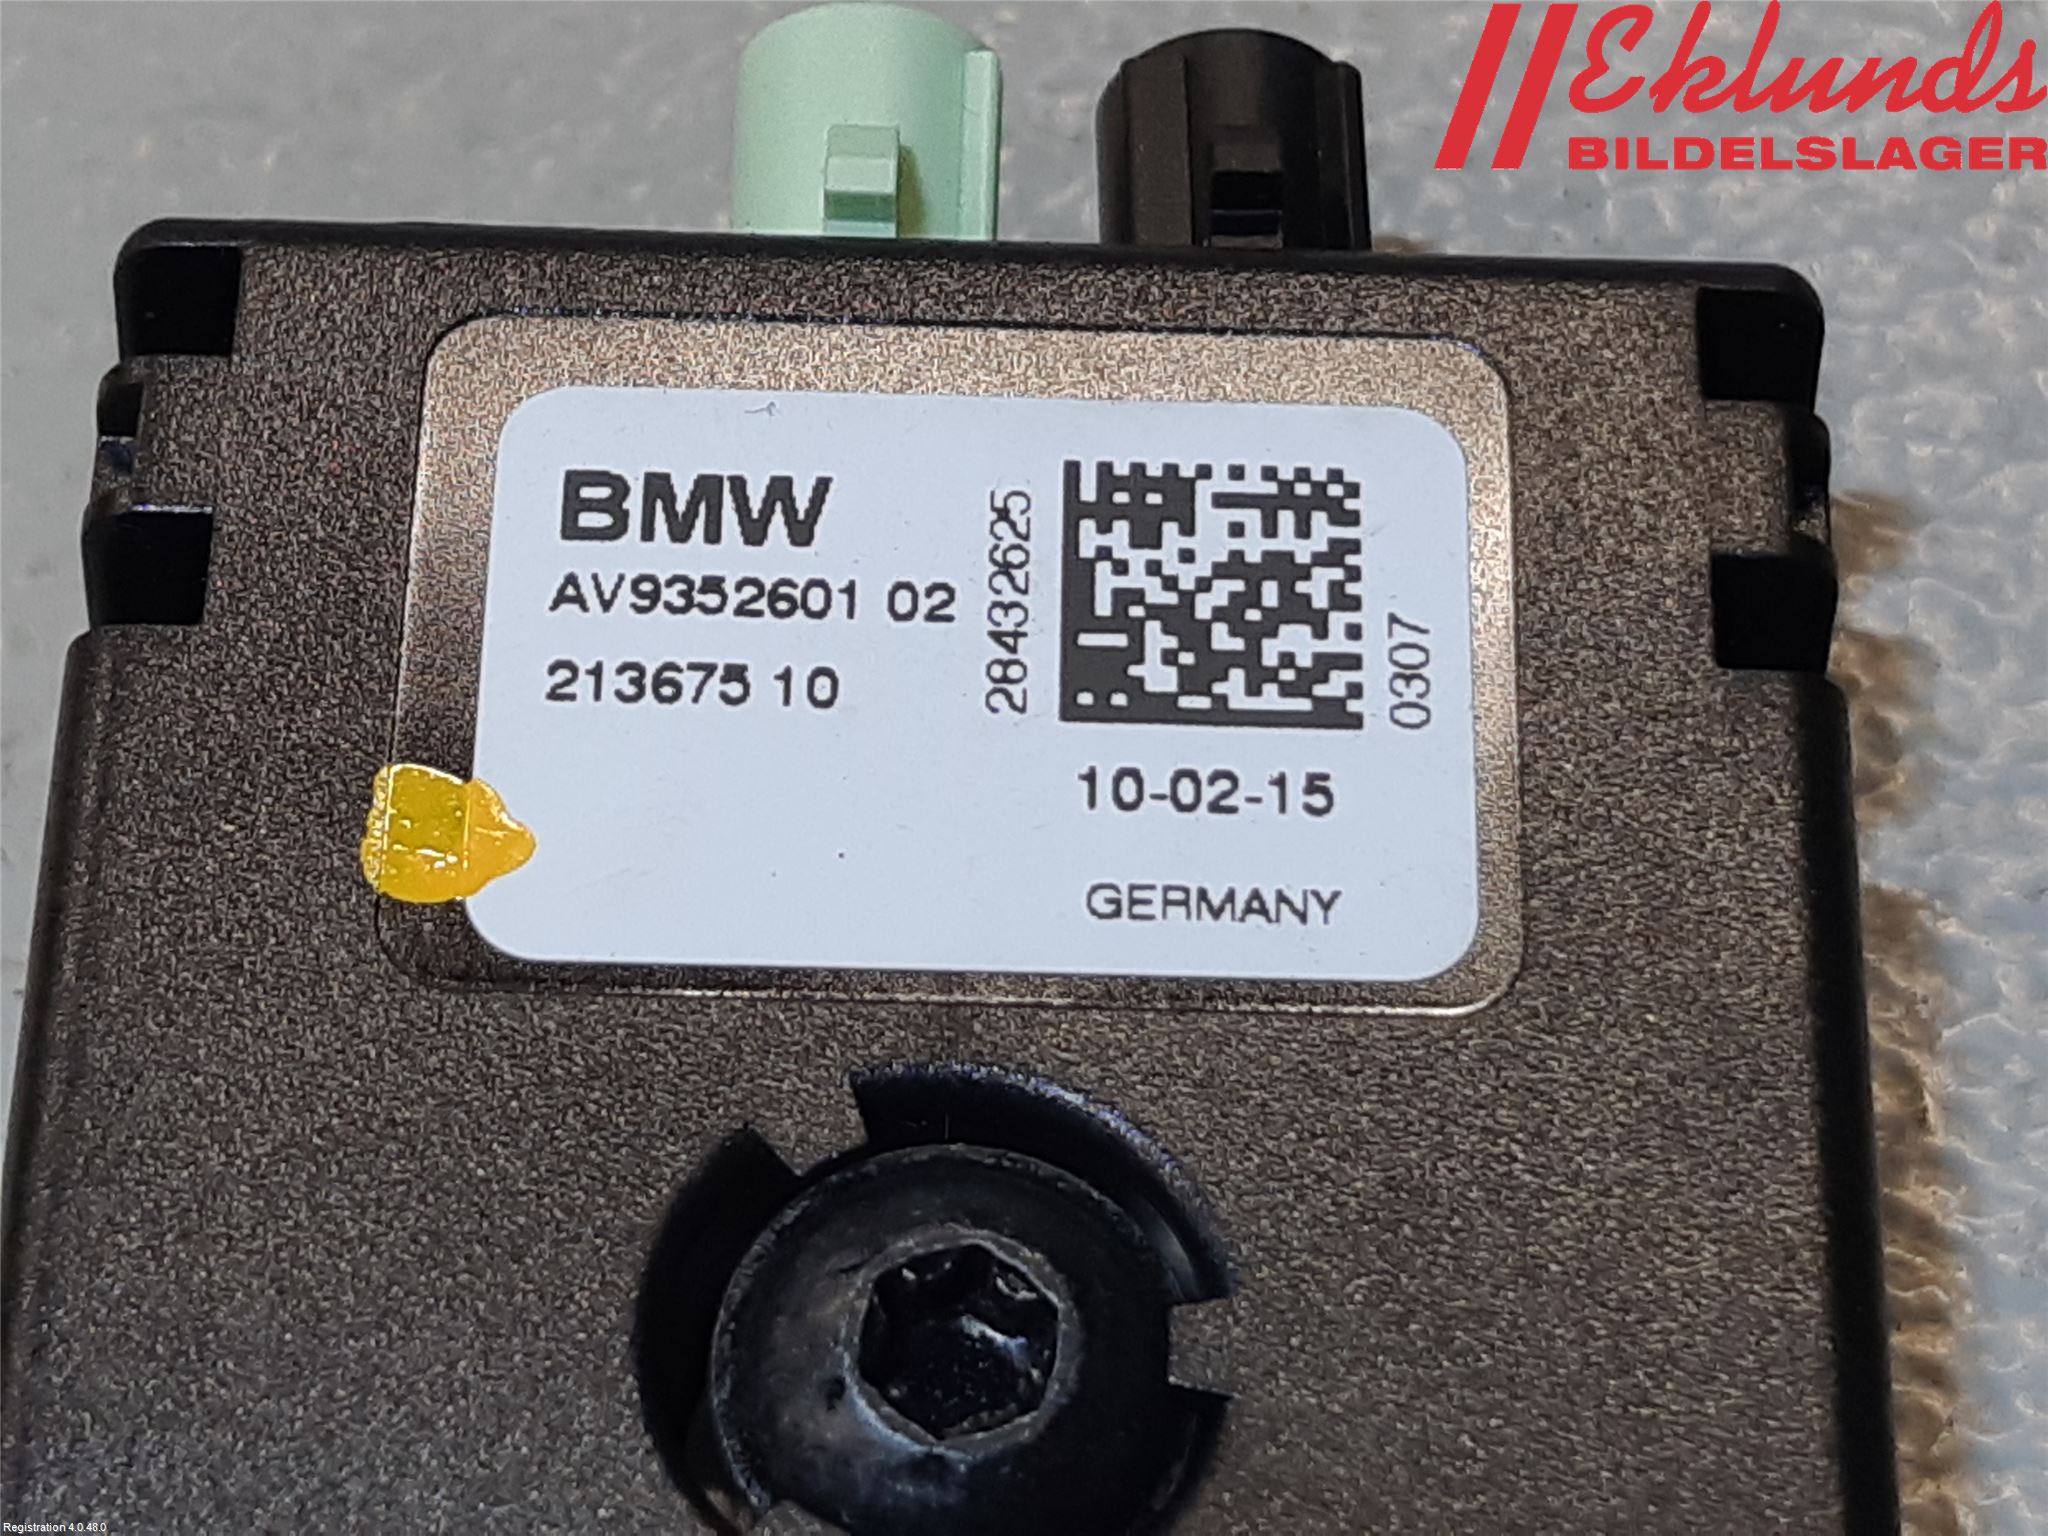 Eklunds
BILDELSLAGER
BMW
AV9352601 02
213675 10
28432625
0307
10-02-15
GERMANY
Registration 4.0.48.0